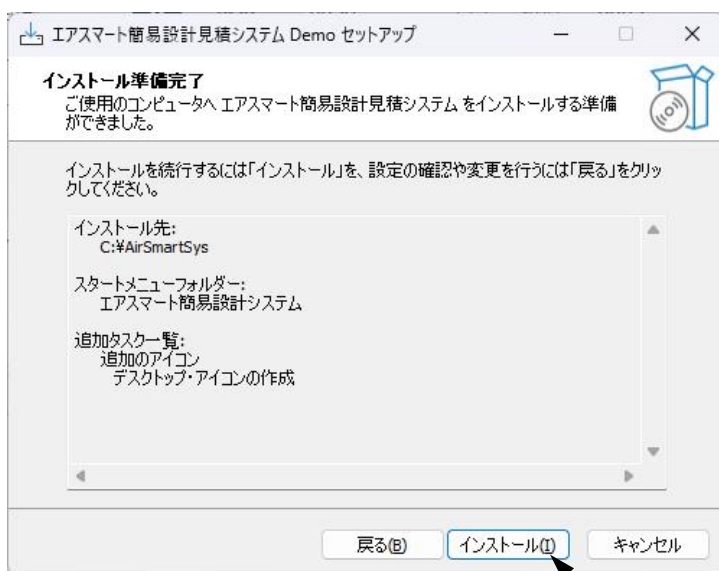 エアスマート簡易設計見積システム Demo セットアップ
インストール準備完了
ご使用のコンピュータへ エアスマート簡易設計見積システム をインストールする準備
ができました。
インストールを続行するには「インストール」を、設定の確認や変更を行うには「戻る」をクリッ
クしてください。
インストール先:
C:¥AirSmartSys
スタートメニューフォルダー:
エアスマート簡易設計システム
追加タスク一覧:
追加のアイコン
デスクトップ・アイコンの作成
戻る(B) インストール(I) キャンセル